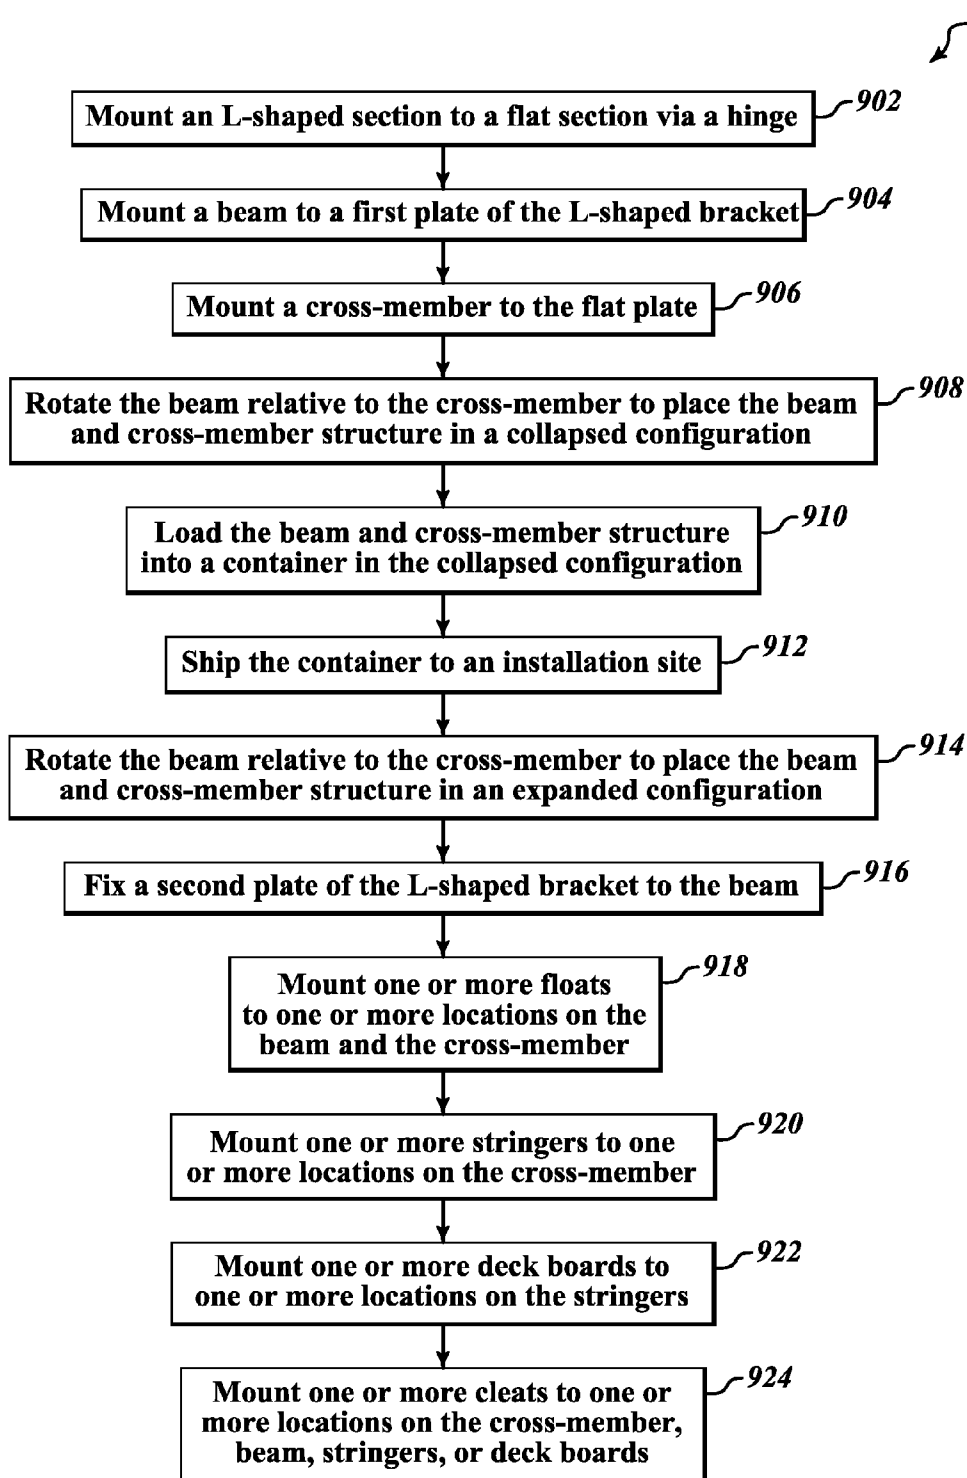 Mount an L-shaped section to a flat section via a hinge
902
Mount a beam to a first plate of the L-shaped bracket
904
Mount a cross-member to the flat plate
906
Rotate the beam relative to the cross-member to place the beam
and cross-member structure in a collapsed configuration
908
Load the beam and cross-member structure
into a container in the collapsed configuration
910
Ship the container to an installation site
912
Rotate the beam relative to the cross-member to place the beam
and cross-member structure in an expanded configuration
914
Fix a second plate of the L-shaped bracket to the beam
916
Mount one or more floats
to one or more locations on the
beam and the cross-member
918
Mount one or more stringers to one
or more locations on the cross-member
920
Mount one or more deck boards to
one or more locations on the stringers
922
Mount one or more cleats to one or
more locations on the cross-member,
beam, stringers, or deck boards
924